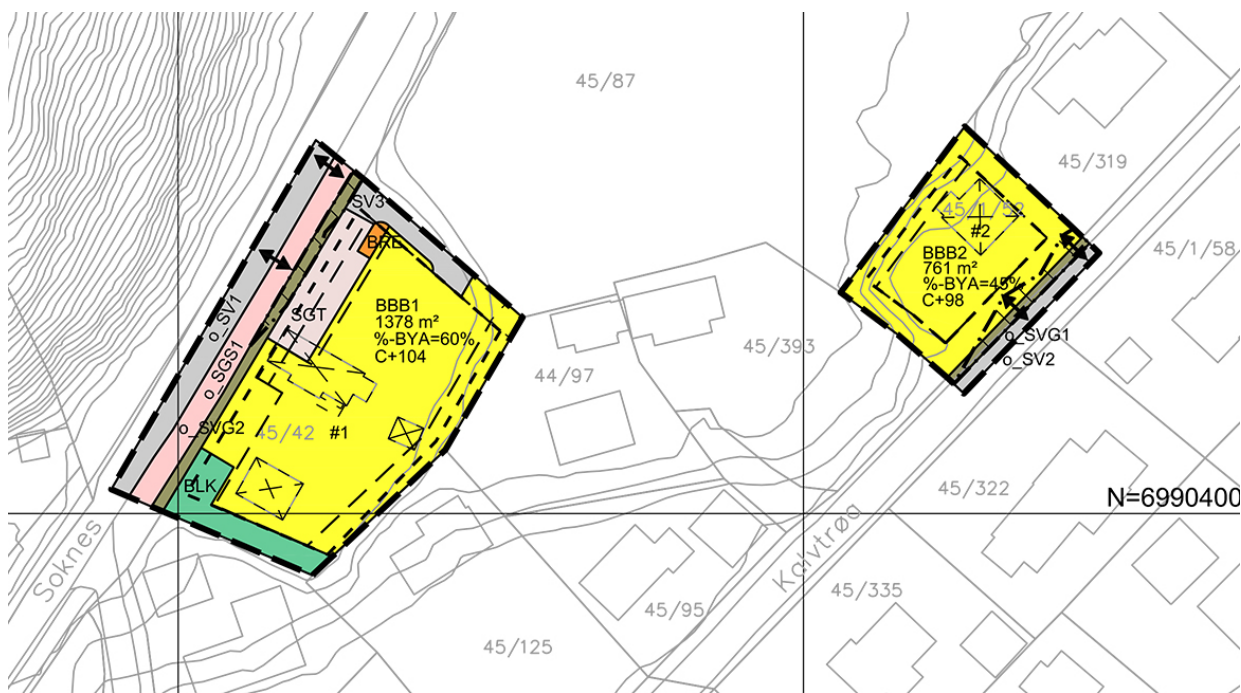 45/87
45/319
SV3
45/1/52
#2
BRE
45/1/58
BBB2
761 m²
%-BYA=45%
C+98
BBB1
1378 m²
%-BYA=60%
C+104
SGT
o_SV1
o_SVG1
o_SV2
45/393
44/97
o_SGS1
o_SVG2
45/42
#1
BLK
45/322
N=6990400
Soknes
Kalvtrøa
45/335
45/95
45/125